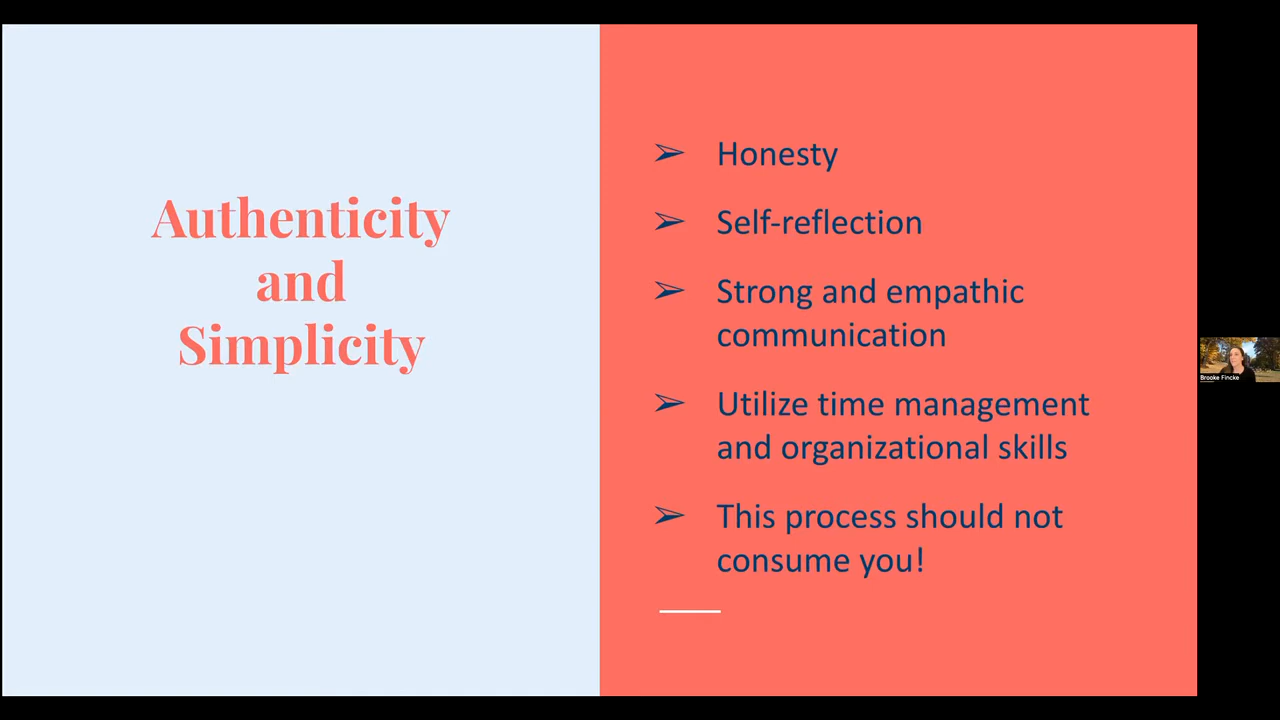 Authenticity
and
Simplicity
➢ Honesty
➢ Self-reflection
➢ Strong and empathic
communication
➢ Utilize time management
and organizational skills
➢ This process should not
consume you!
Brooke Fincke